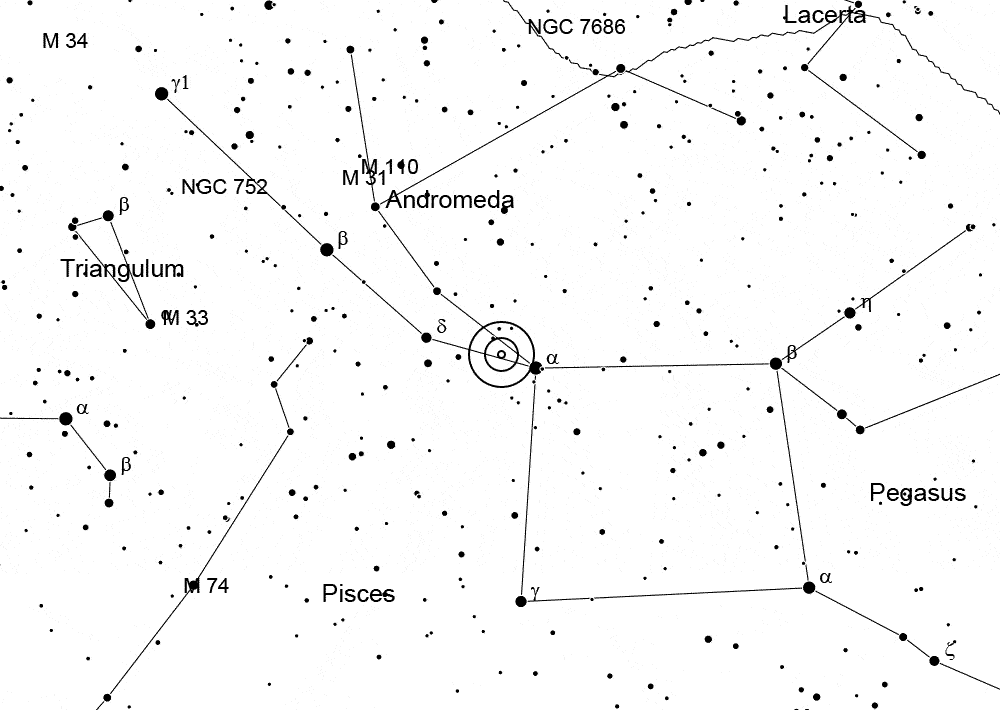 Lacerta
NGC 7686
M 34
γ1
M 110
M 31
NGC 752
Andromeda
β
β
Triangulum
η
α
M 33
δ
α
β
α
β
Pegasus
α
M 74
Pisces
γ
ζ